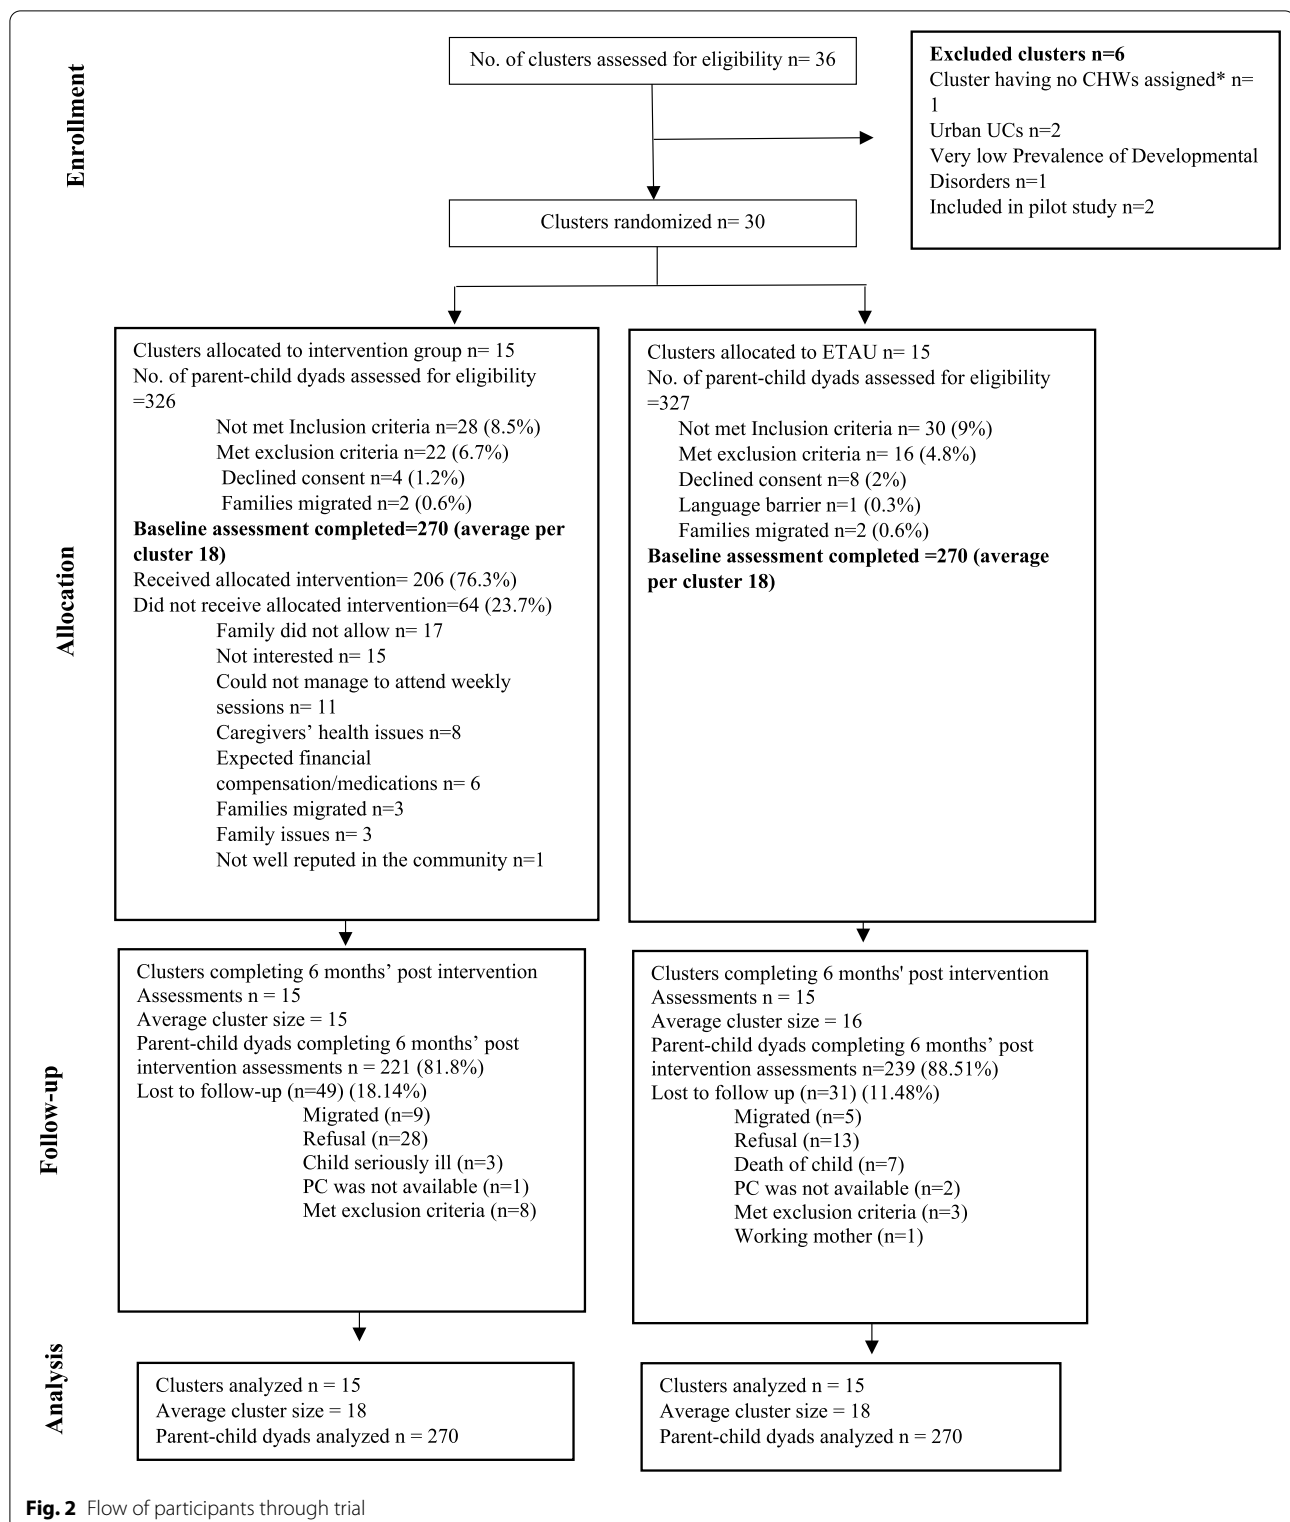 Enrollment
No. of clusters assessed for eligibility n= 36
Excluded clusters n=6
Cluster having no CHWs assigned* n=
1
Urban UCs n=2
Very low Prevalence of Developmental
Disorders n=1
Included in pilot study n=2
Clusters randomized n= 30
Allocation
Clusters allocated to intervention group n= 15
No. of parent-child dyads assessed for eligibility
=326
Not met Inclusion criteria n=28 (8.5%)
Met exclusion criteria n=22 (6.7%)
Declined consent n=4 (1.2%)
Families migrated n=2 (0.6%)
Baseline assessment completed=270 (average per
cluster 18)
Received allocated intervention= 206 (76.3%)
Did not receive allocated intervention=64 (23.7%)
Family did not allow n= 17
Not interested n= 15
Could not manage to attend weekly
sessions n= 11
Caregivers’ health issues n=8
Expected financial
compensation/medications n= 6
Families migrated n=3
Family issues n= 3
Not well reputed in the community n=1
Clusters allocated to ETAU n= 15
No. of parent-child dyads assessed for eligibility
=327
Not met Inclusion criteria n= 30 (9%)
Met exclusion criteria n= 16 (4.8%)
Declined consent n=8 (2%)
Language barrier n=1 (0.3%)
Families migrated n=2 (0.6%)
Baseline assessment completed =270 (average
per cluster 18)
Follow-up
Clusters completing 6 months’ post intervention
Assessments n = 15
Average cluster size = 15
Parent-child dyads completing 6 months’ post
intervention assessments n = 221 (81.8%)
Lost to follow-up (n=49) (18.14%)
Migrated (n=9)
Refusal (n=28)
Child seriously ill (n=3)
PC was not available (n=1)
Met exclusion criteria (n=8)
Clusters completing 6 months' post intervention
Assessments n = 15
Average cluster size = 16
Parent-child dyads completing 6 months’ post
intervention assessments n=239 (88.51%)
Lost to follow up (n=31) (11.48%)
Migrated (n=5)
Refusal (n=13)
Death of child (n=7)
PC was not available (n=2)
Met exclusion criteria (n=3)
Working mother (n=1)
Analysis
Clusters analyzed n = 15
Average cluster size = 18
Parent-child dyads analyzed n = 270
Clusters analyzed n = 15
Average cluster size = 18
Parent-child dyads analyzed n = 270
Fig. 2 Flow of participants through trial